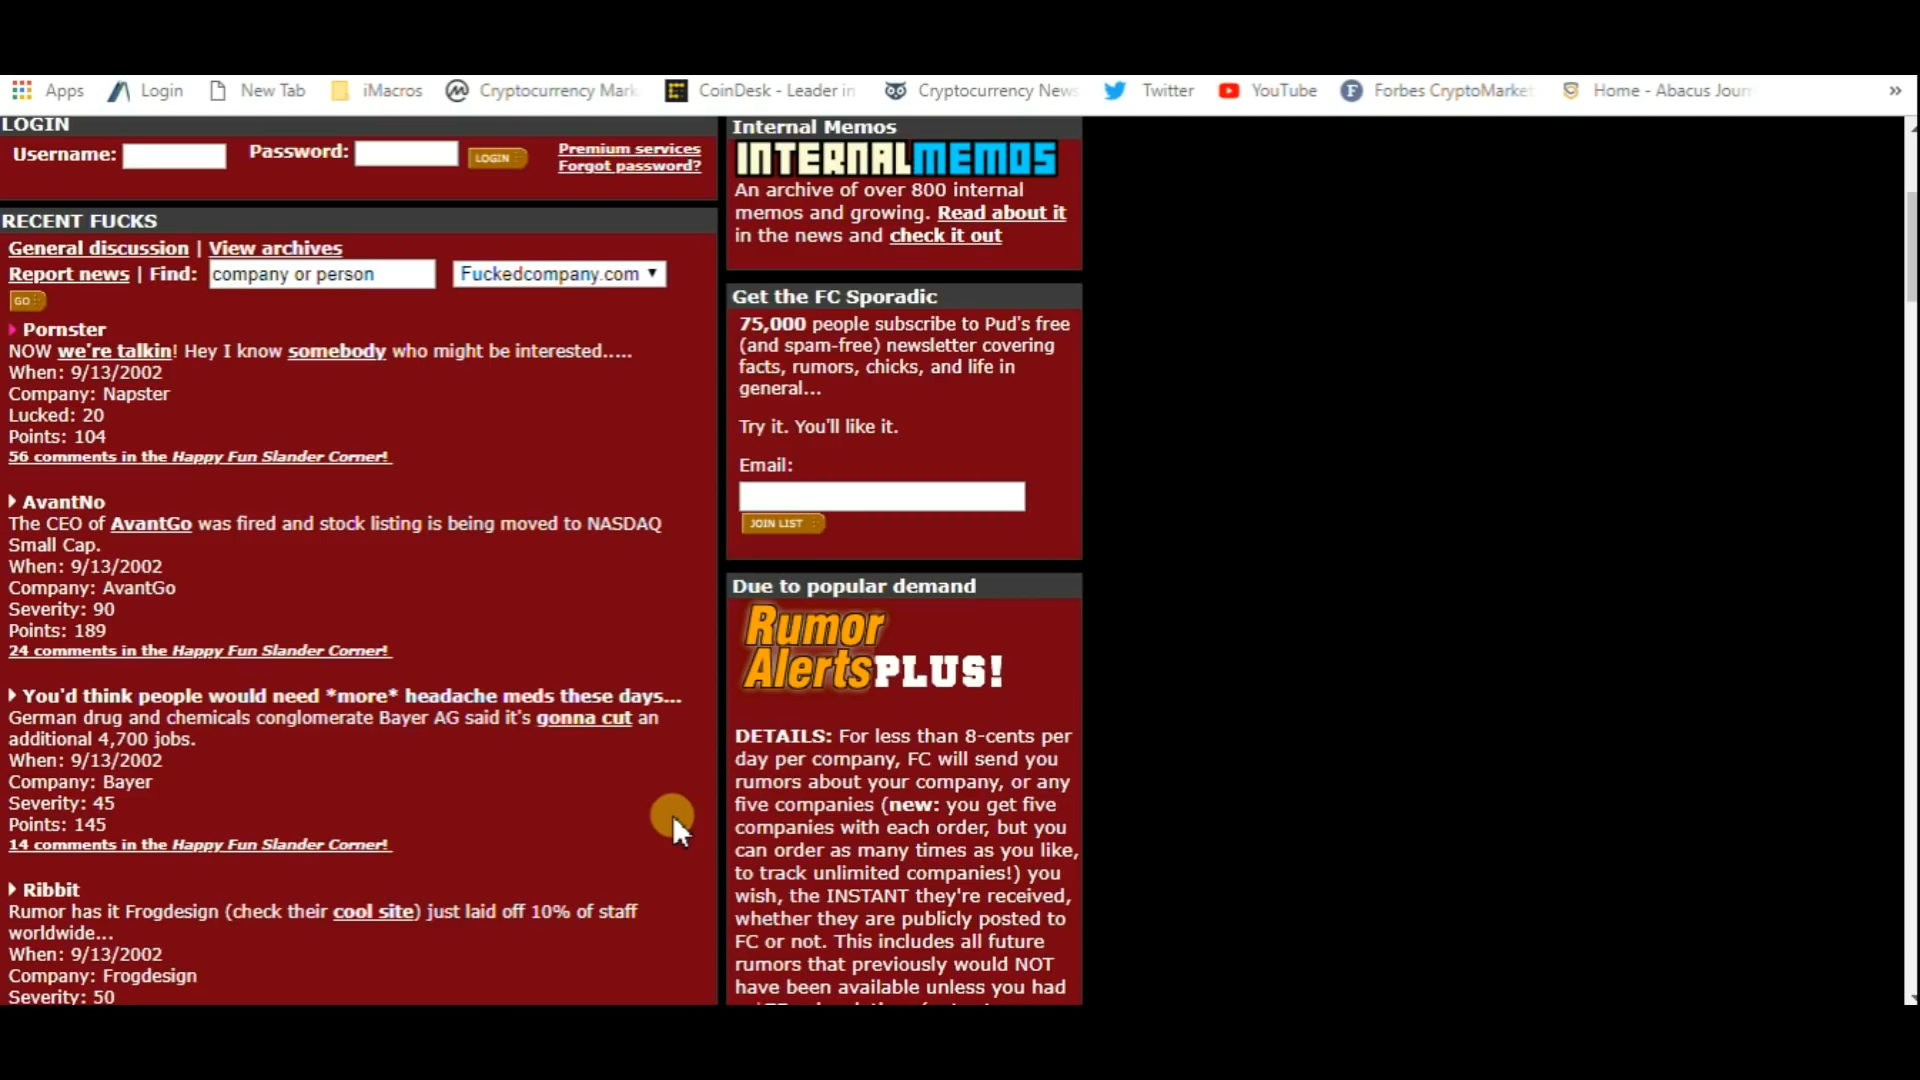 Apps Login New Tab iMacros Cryptocurrency Mark CoinDesk - Leader in Cryptocurrency News Twitter YouTube Forbes CryptoMarket Home - Abacus Journ »
LOGIN
Username: Password: LOGIN Premium services
Forgot password?
RECENT FUCKS
General discussion | View archives
Report news | Find: company or person Fuckedcompany.com
GO
Pornster
NOW we're talkin! Hey I know somebody who might be interested.....
When: 9/13/2002
Company: Napster
Lucked: 20
Points: 104
56 comments in the Happy Fun Slander Corner!
AvantNo
The CEO of AvantGo was fired and stock listing is being moved to NASDAQ
Small Cap.
When: 9/13/2002
Company: AvantGo
Severity: 90
Points: 189
24 comments in the Happy Fun Slander Corner!
You'd think people would need *more* headache meds these days...
German drug and chemicals conglomerate Bayer AG said it's gonna cut an
additional 4,700 jobs.
When: 9/13/2002
Company: Bayer
Severity: 45
Points: 145
14 comments in the Happy Fun Slander Corner!
Ribbit
Rumor has it Frogdesign (check their cool site) just laid off 10% of staff
worldwide...
When: 9/13/2002
Company: Frogdesign
Severity: 50
Internal Memos
INTERNALMEMOS
An archive of over 800 internal
memos and growing. Read about it
in the news and check it out
Get the FC Sporadic
75,000 people subscribe to Pud's free
(and spam-free) newsletter covering
facts, rumors, chicks, and life in
general...
Try it. You'll like it.
Email:
JOIN LIST
Due to popular demand
Rumor
Alerts PLUS!
DETAILS: For less than 8-cents per
day per company, FC will send you
rumors about your company, or any
five companies (new: you get five
companies with each order, but you
can order as many times as you like,
to track unlimited companies!) you
wish, the INSTANT they're received,
whether they are publicly posted to
FC or not. This includes all future
rumors that previously would NOT
have been available unless you had